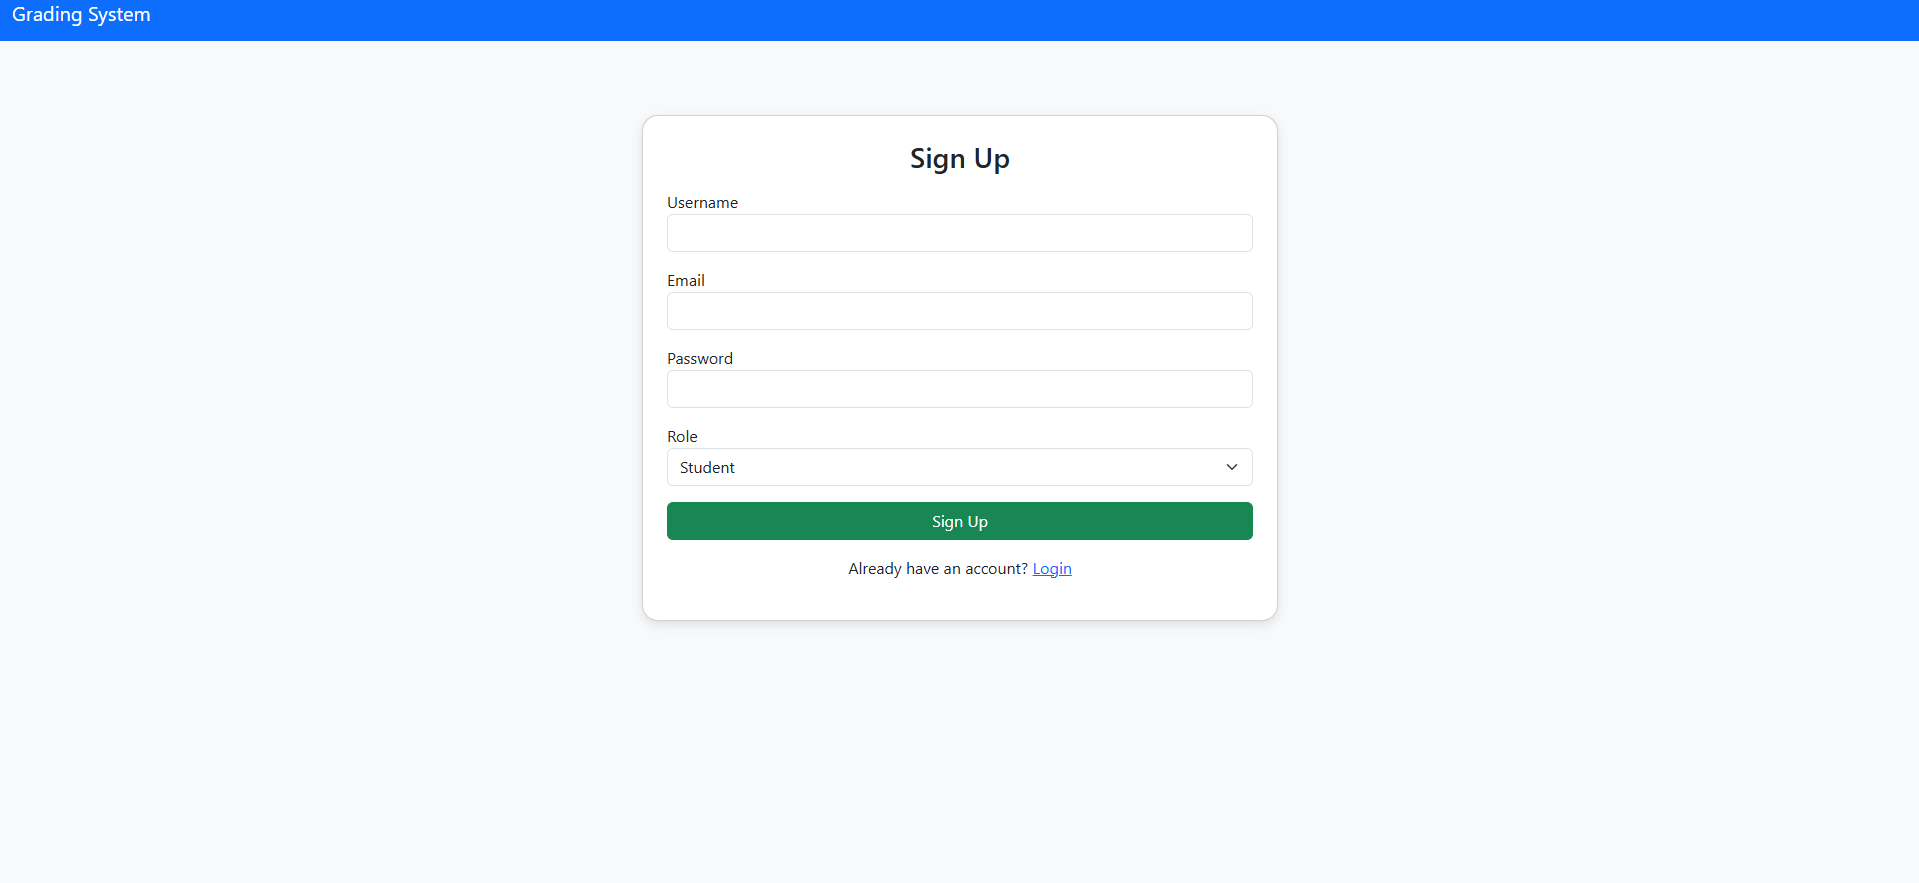 Grading System
Sign Up
Username
Email
Password
Role
Student
Sign Up
Already have an account? Login